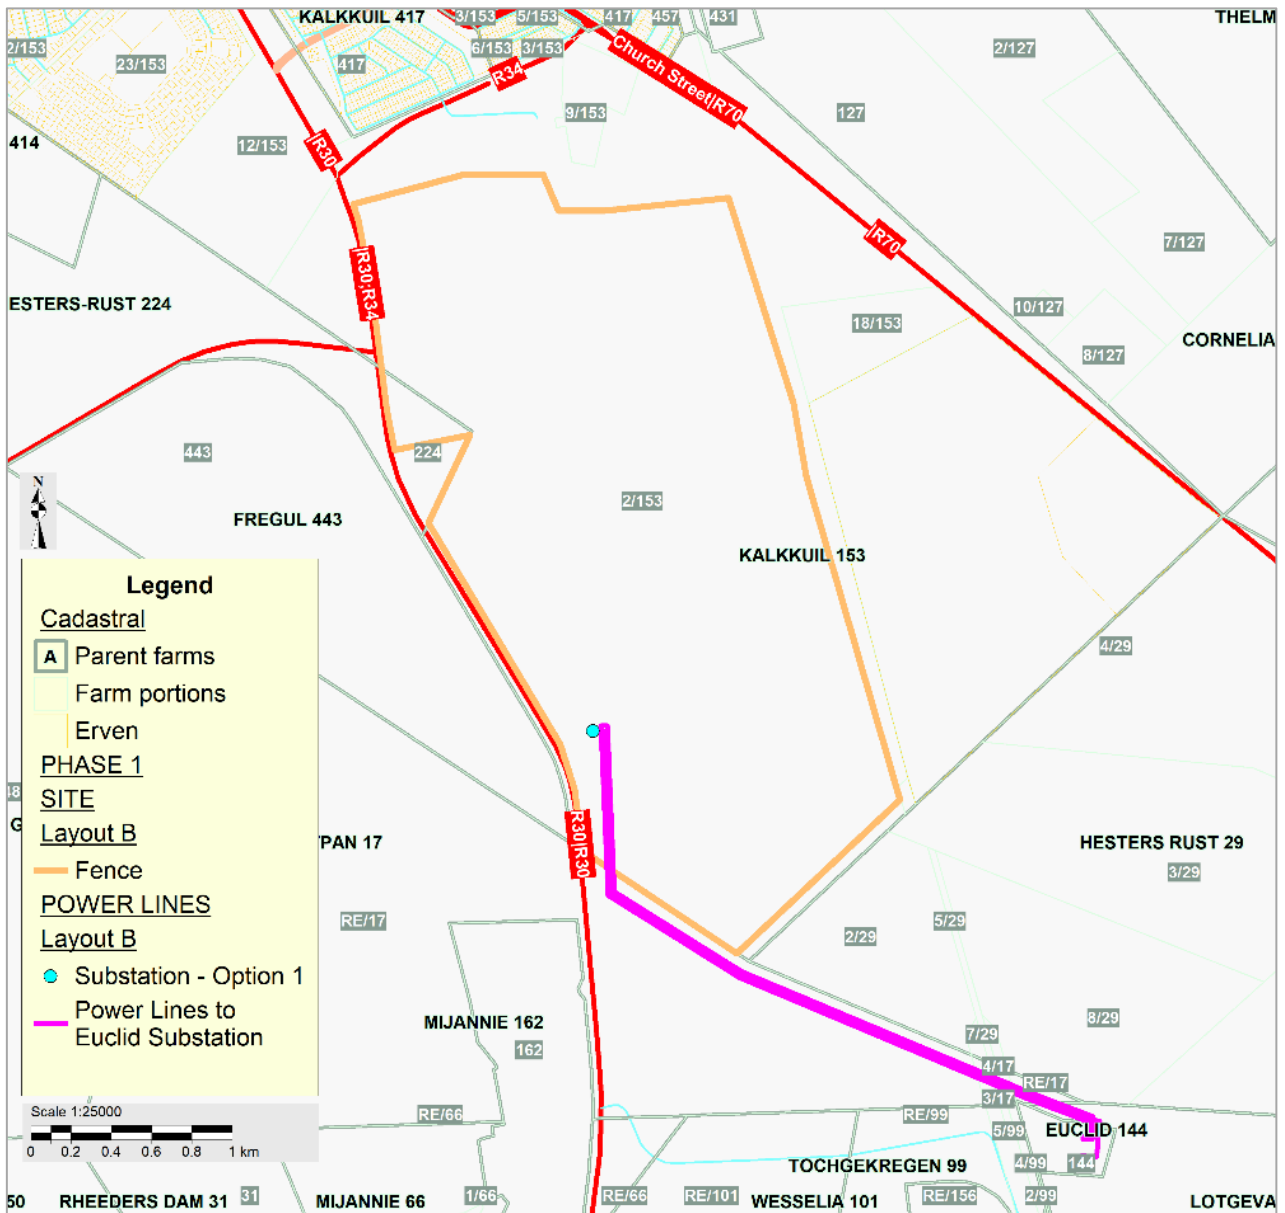 KALKKUIL 417
3/153
5/153
417
457
431
THELM
2/153
23/153
417
6/153
3/153
2/127
R34
Church Street|R70
9/153
127
414
12/153
|R30
7/127
|R70
|R30;R34
ESTERS-RUST 224
18/153
10/127
CORNELIA
8/127
443
224
2/153
FREGUL 443
KALKKUIL 153
4/29
N
Legend
Cadastral
A Parent farms
Farm portions
Erven
PHASE 1
SITE
Layout B
Fence
POWER LINES
Layout B
Substation - Option 1
Power Lines to
Euclid Substation
R30|R30
G
PAN 17
HESTERS RUST 29
3/29
RE/17
2/29
5/29
MIJANNIE 162
162
8/29
7/29
4/17
RE/17
3/17
Scale 1:25000
0 0.2 0.4 0.6 0.8 1 km
RE/66
RE/99
5/99
EUCLID 144
TOCHGEKREGEN 99
4/99
144
50
RHEEDERS DAM 31
31
MIJANNIE 66
1/66
RE/66
RE/101
WESSELIA 101
RE/156
2/99
LOTGEVA